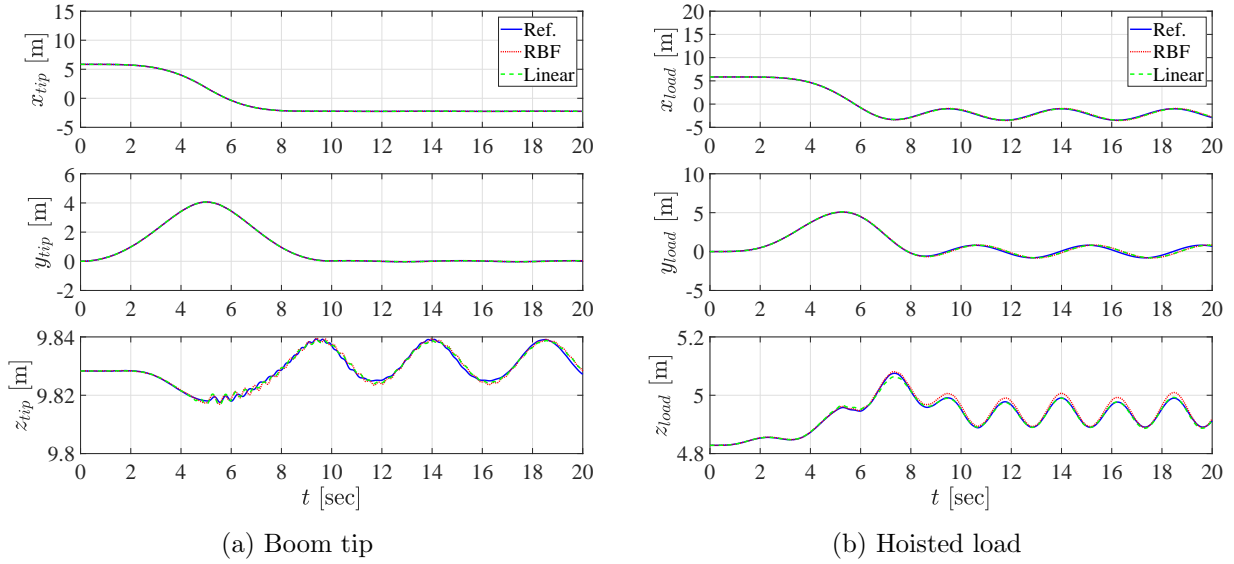 15
10
5
0
-5
x_tip [m]
Ref.
RBF
Linear
0 2 4 6 8 10 12 14 16 18 20
6
4
2
0
-2
y_tip [m]
0 2 4 6 8 10 12 14 16 18 20
9.84
9.82
9.8
z_tip [m]
0 2 4 6 8 10 12 14 16 18 20
t [sec]
(a) Boom tip
20
15
10
5
0
-5
x_load [m]
Ref.
RBF
Linear
0 2 4 6 8 10 12 14 16 18 20
10
5
0
-5
y_load [m]
0 2 4 6 8 10 12 14 16 18 20
5.2
5
4.8
z_load [m]
0 2 4 6 8 10 12 14 16 18 20
t [sec]
(b) Hoisted load